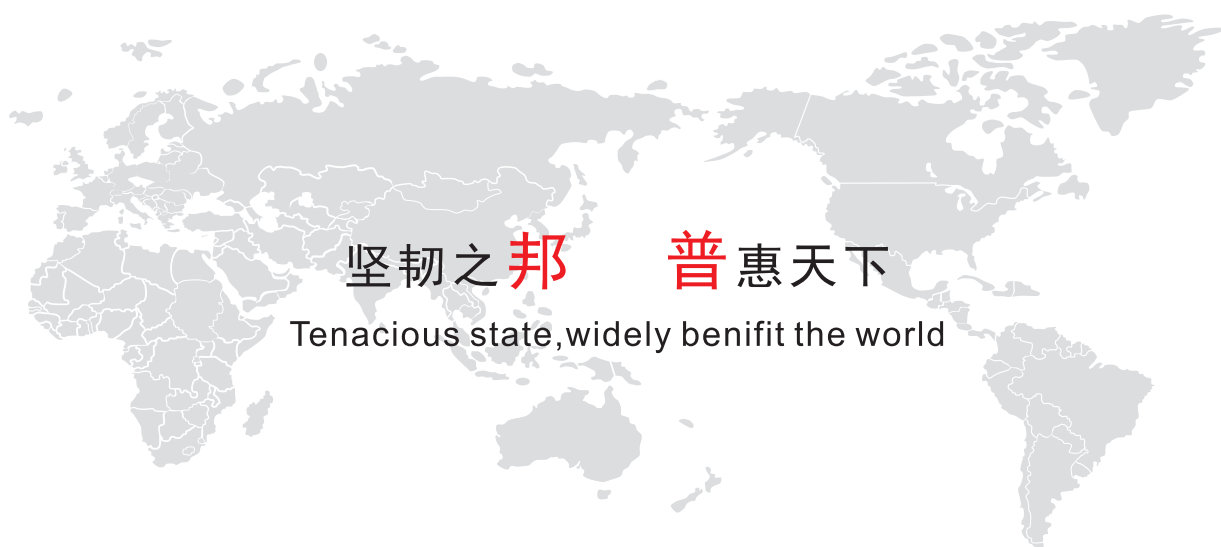 坚韧之邦 普惠天下
Tenacious state,widely benifit the world